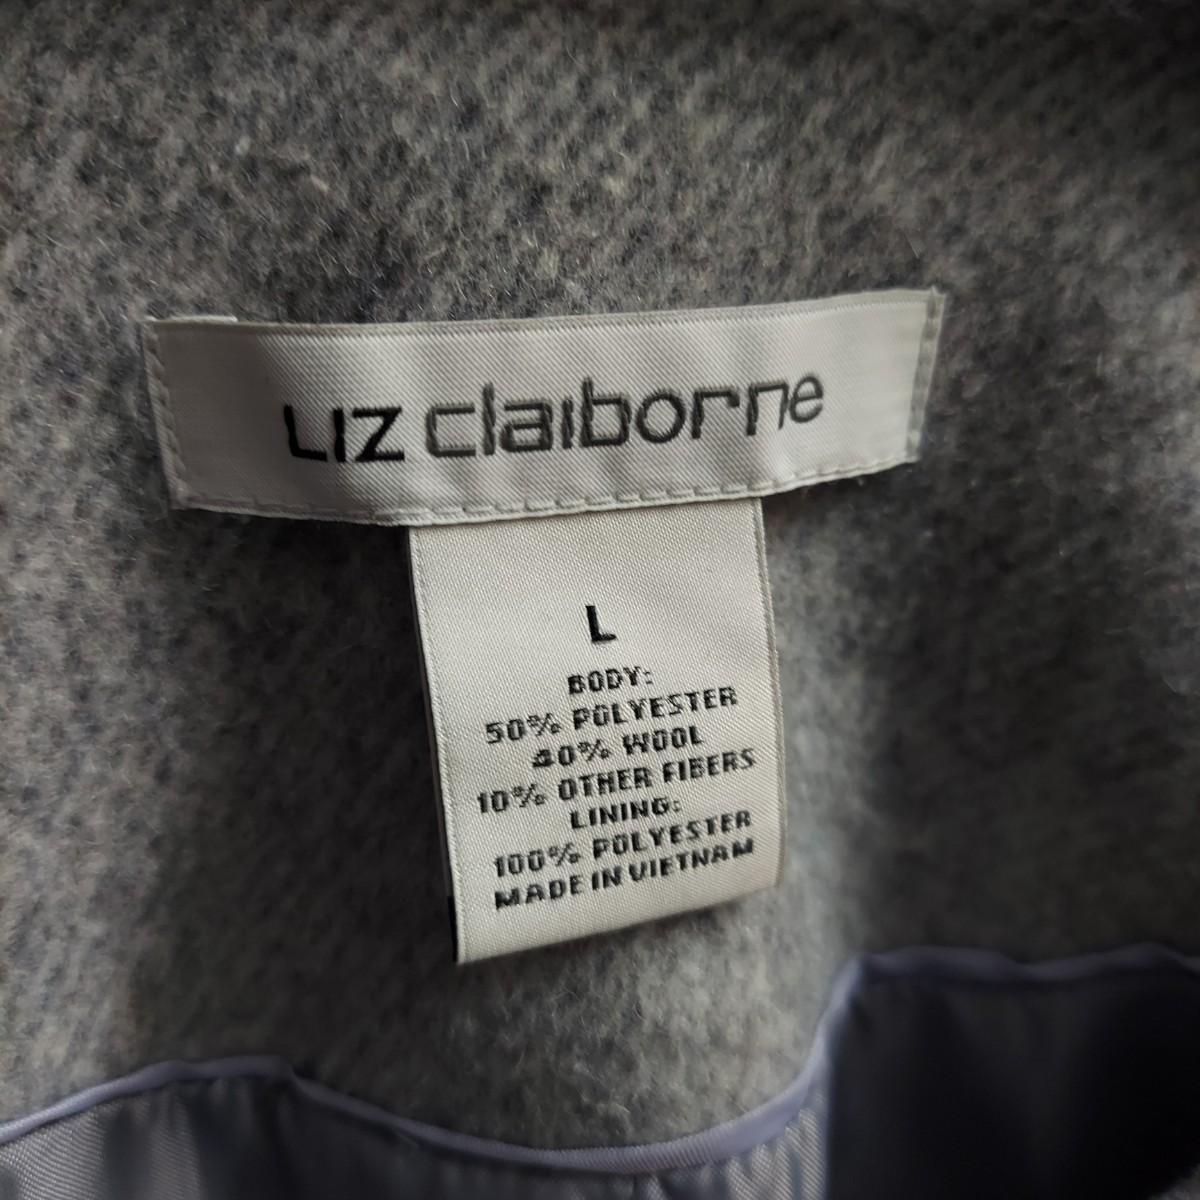 LIZ claiborne
L
BODY:
50% POLYESTER
40% WOOL
10% OTHER FIBERS
LINING:
100% POLYESTER
MADE IN VIETNAM